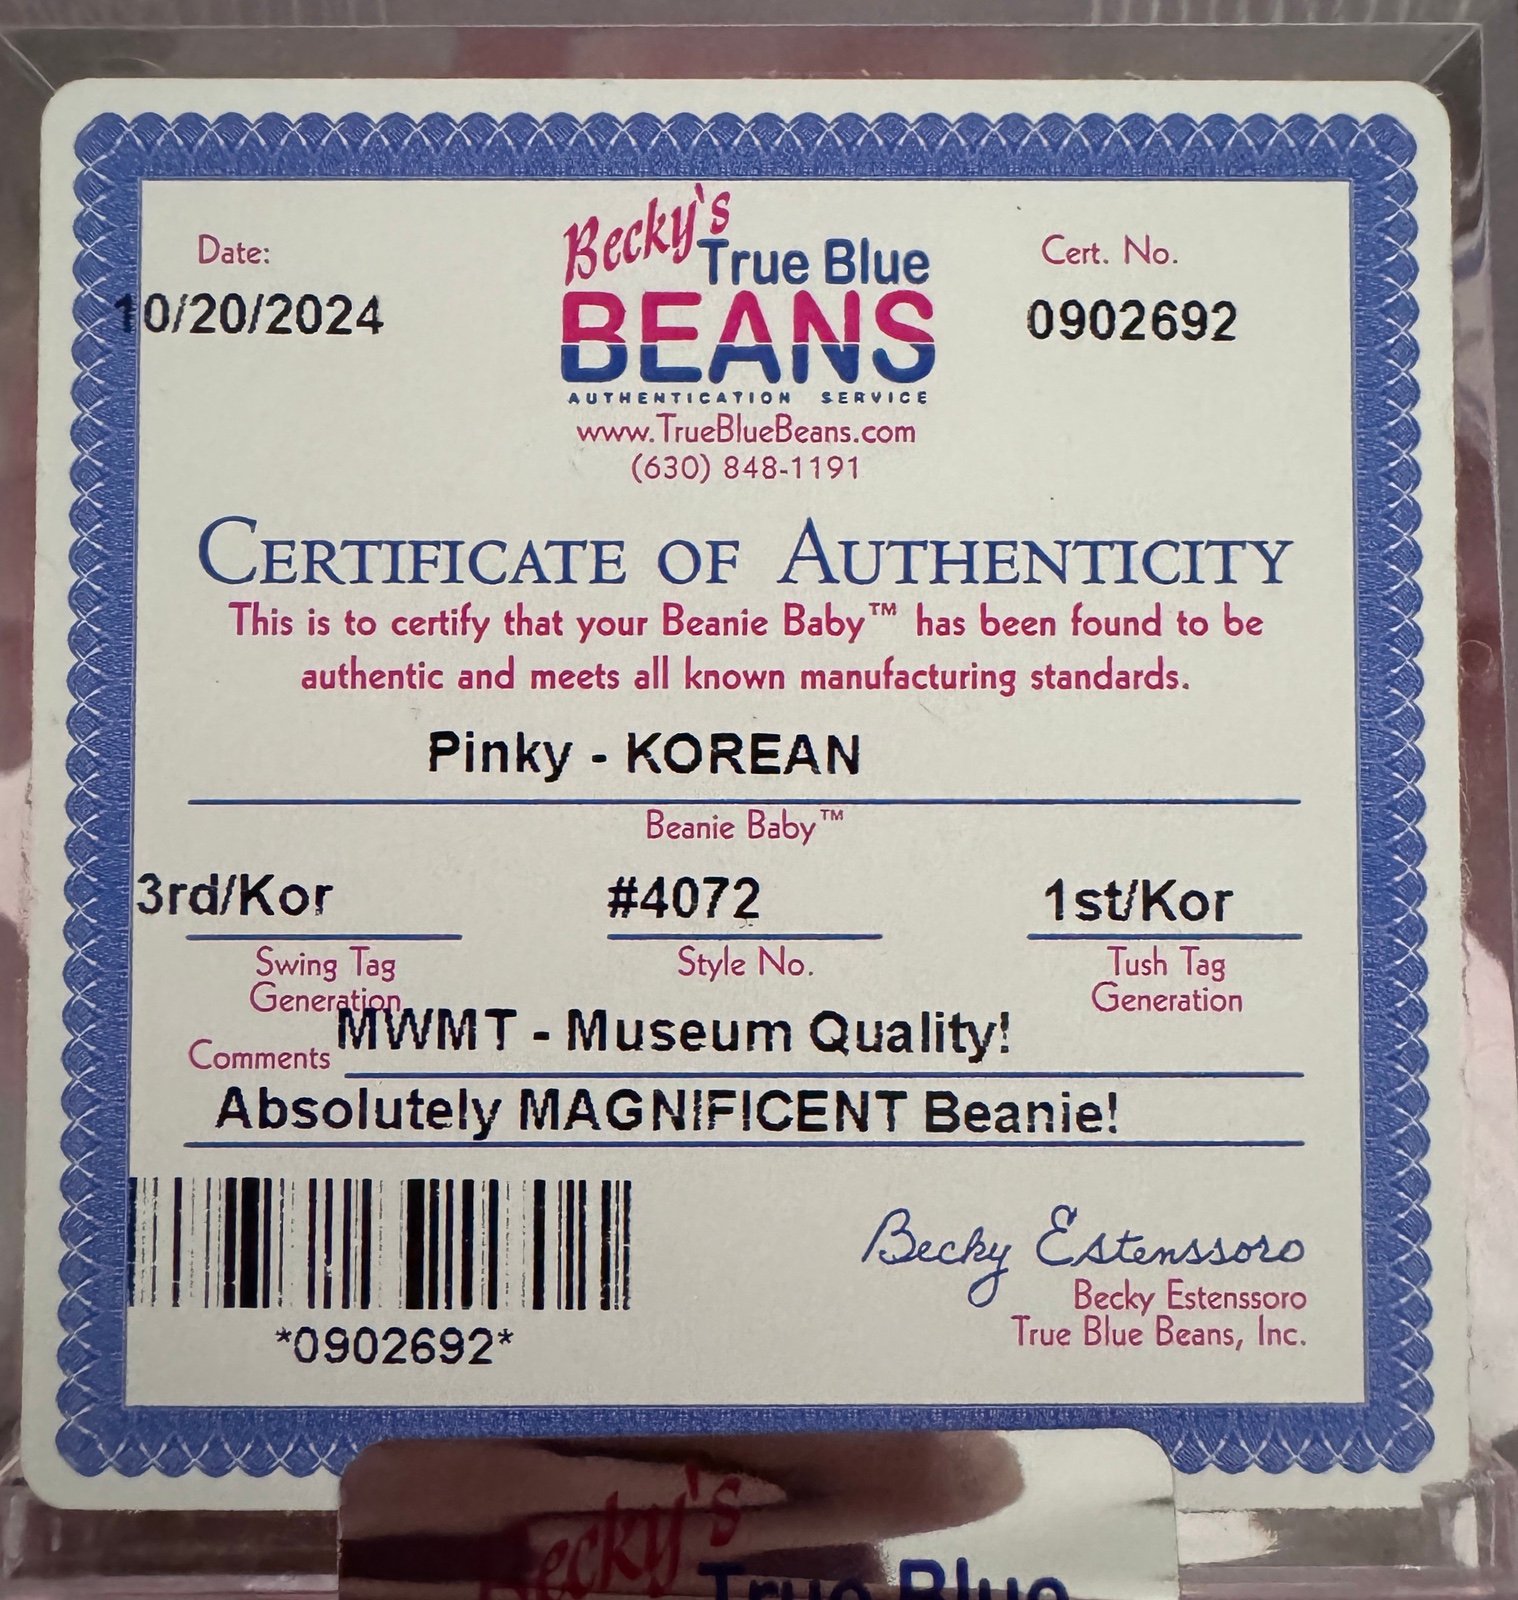 Date:
10/20/2024
Becky's
True Blue
BEANS
AUTHENTICATION SERVICE
www.TrueBlueBeans.com
(630) 848-1191
Cert. No.
0902692
CERTIFICATE OF AUTHENTICITY
This is to certify that your Beanie Baby™ has been found to be
authentic and meets all known manufacturing standards.
Pinky - KOREAN
Beanie Baby™
3rd/Kor
Swing Tag
Generation
#4072
Style No.
1st/Kor
Tush Tag
Generation
Comments MWMT - Museum Quality!
Absolutely MAGNIFICENT Beanie!
*0902692*
Becky Estenssoro
Becky Estenssoro
True Blue Beans, Inc.
Becky's
True Blue